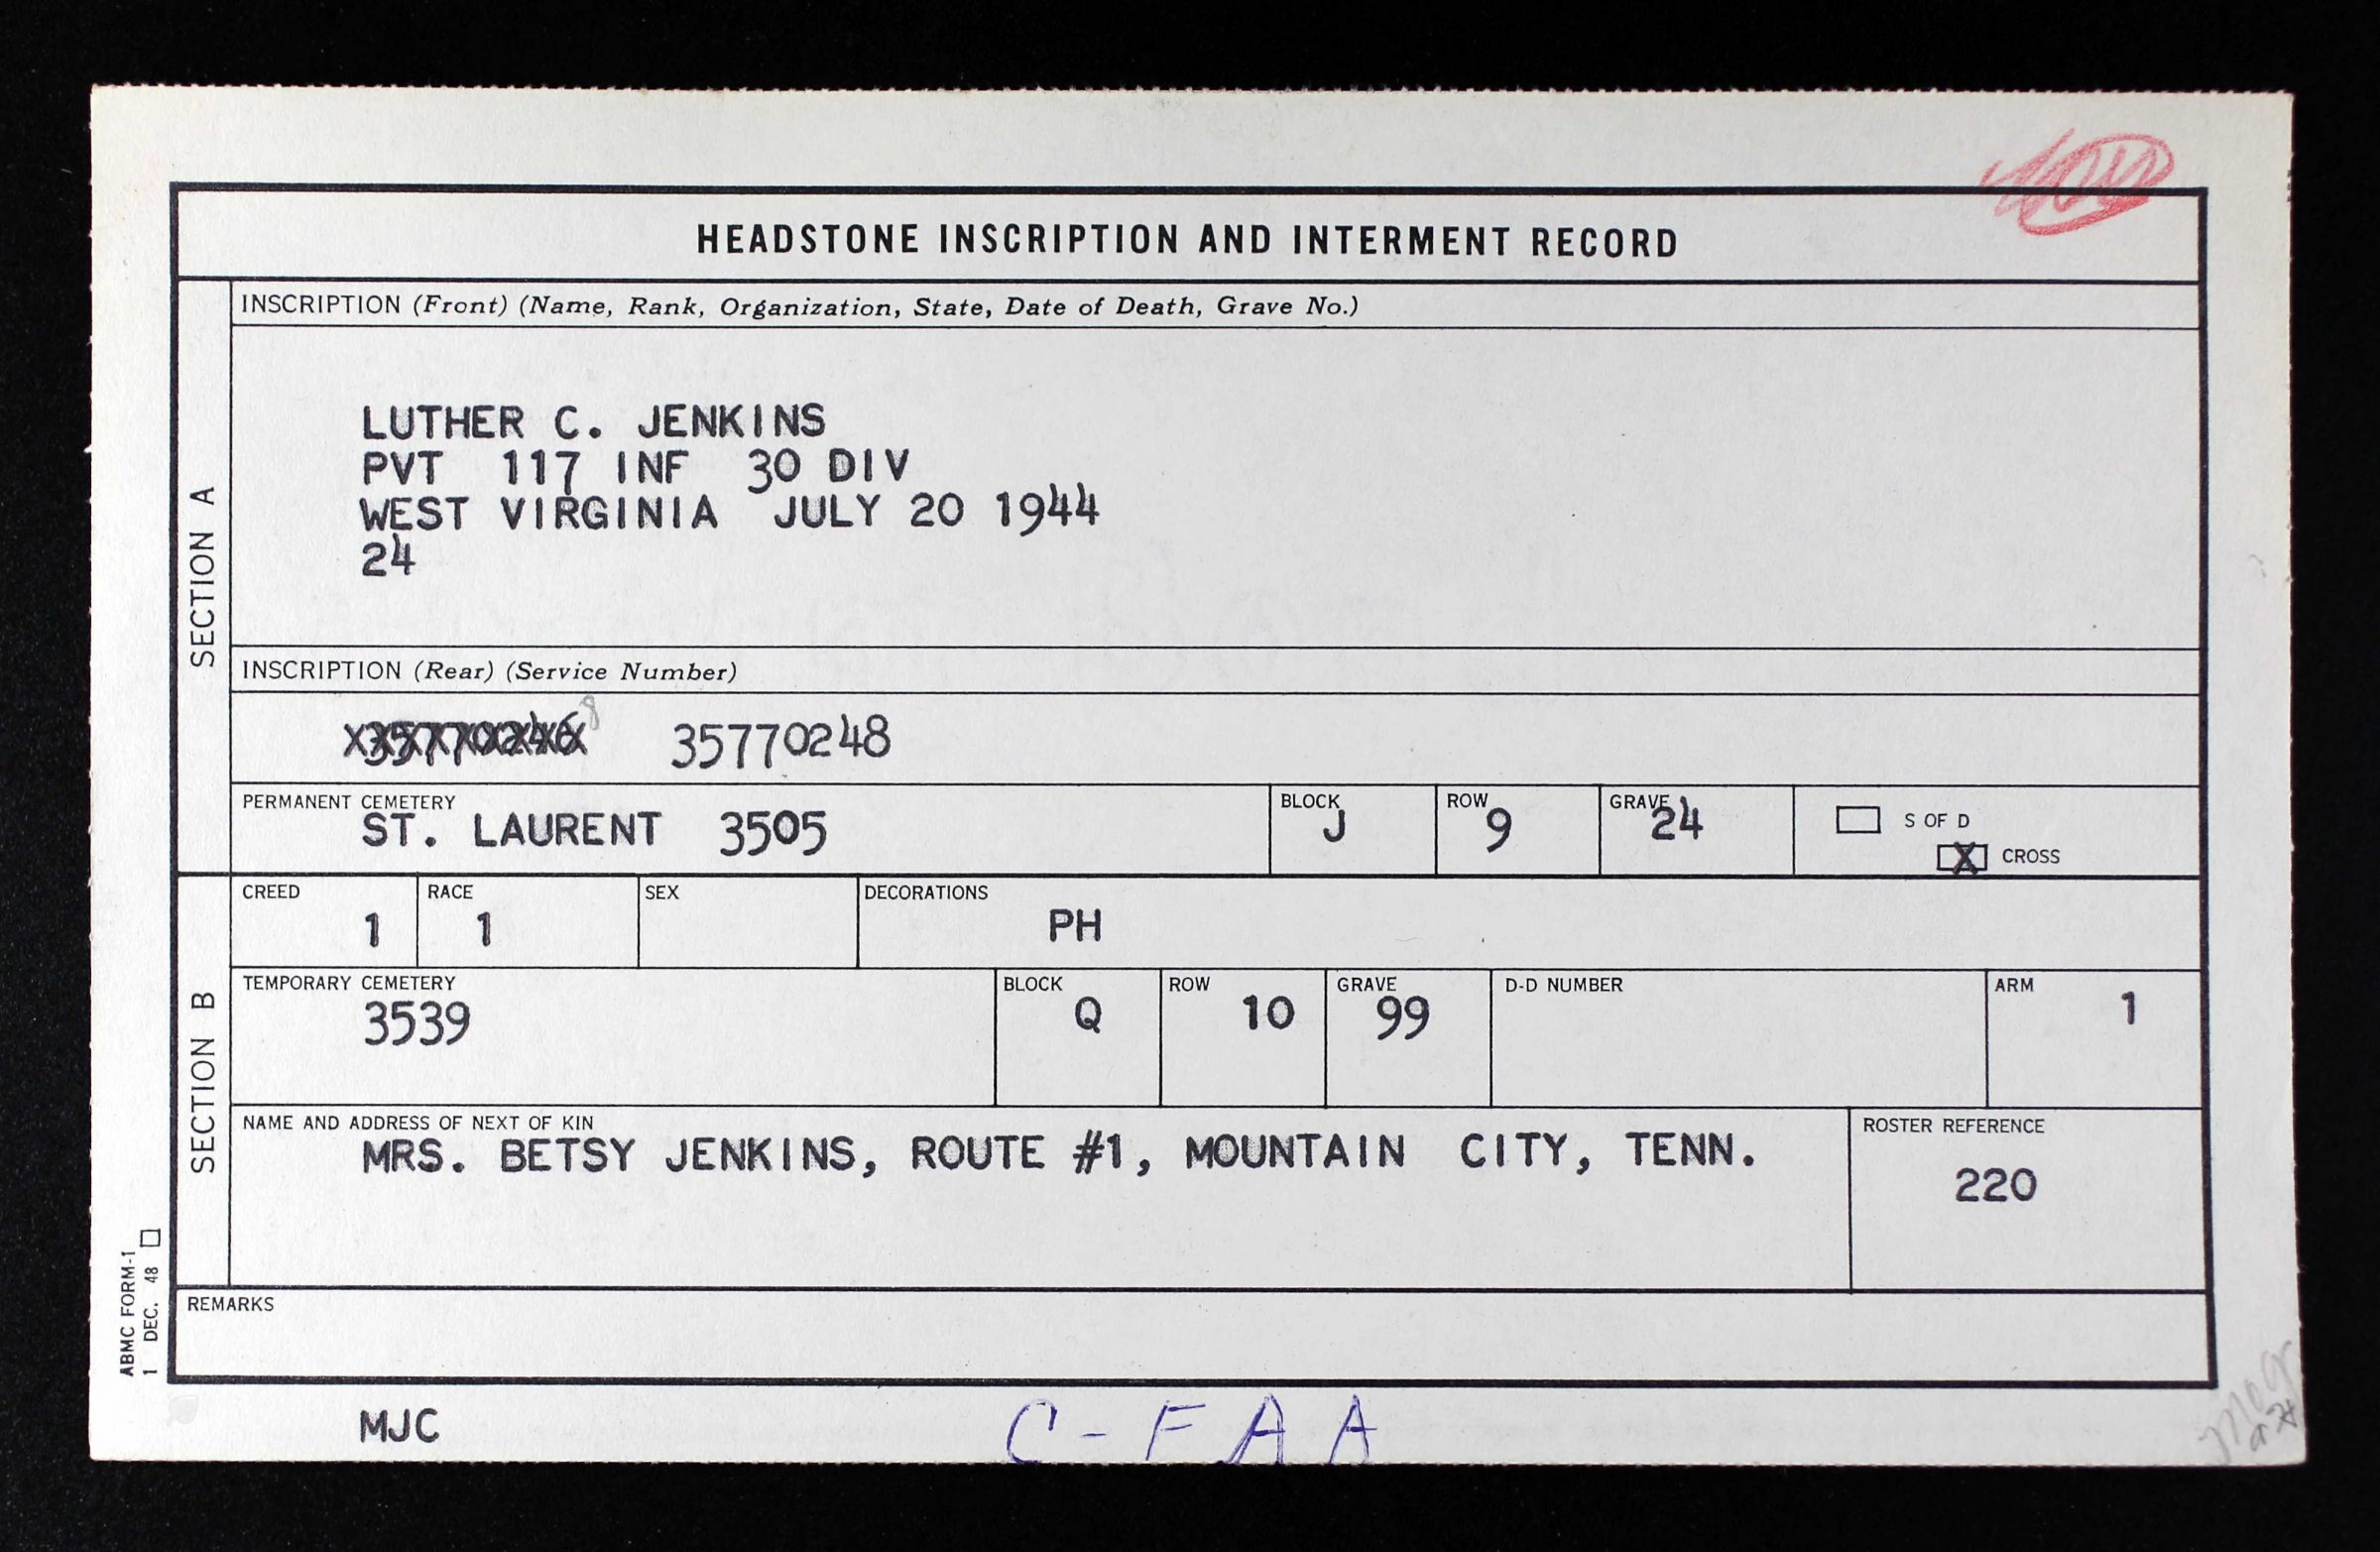 HEADSTONE INSCRIPTION AND INTERMENT RECORD
SECTION A
INSCRIPTION (Front) (Name, Rank, Organization, State, Date of Death, Grave No.)
LUTHER C. JENKINS
PVT 117 INF 30 DIV
WEST VIRGINIA JULY 20 1944
24
INSCRIPTION (Rear) (Service Number)
35770246 8 35770248
PERMANENT CEMETERY BLOCK ROW GRAVE
ST. LAURENT 3505 J 9 24 S OF D
X CROSS
SECTION B
CREED RACE SEX DECORATIONS
1 1 PH
TEMPORARY CEMETERY BLOCK ROW GRAVE D-D NUMBER ARM
3539 Q 10 99 1
NAME AND ADDRESS OF NEXT OF KIN ROSTER REFERENCE
MRS. BETSY JENKINS, ROUTE #1, MOUNTAIN CITY, TENN.
220
REMARKS
ABMC FORM-1
1 DEC. 48
MJC C-FAA